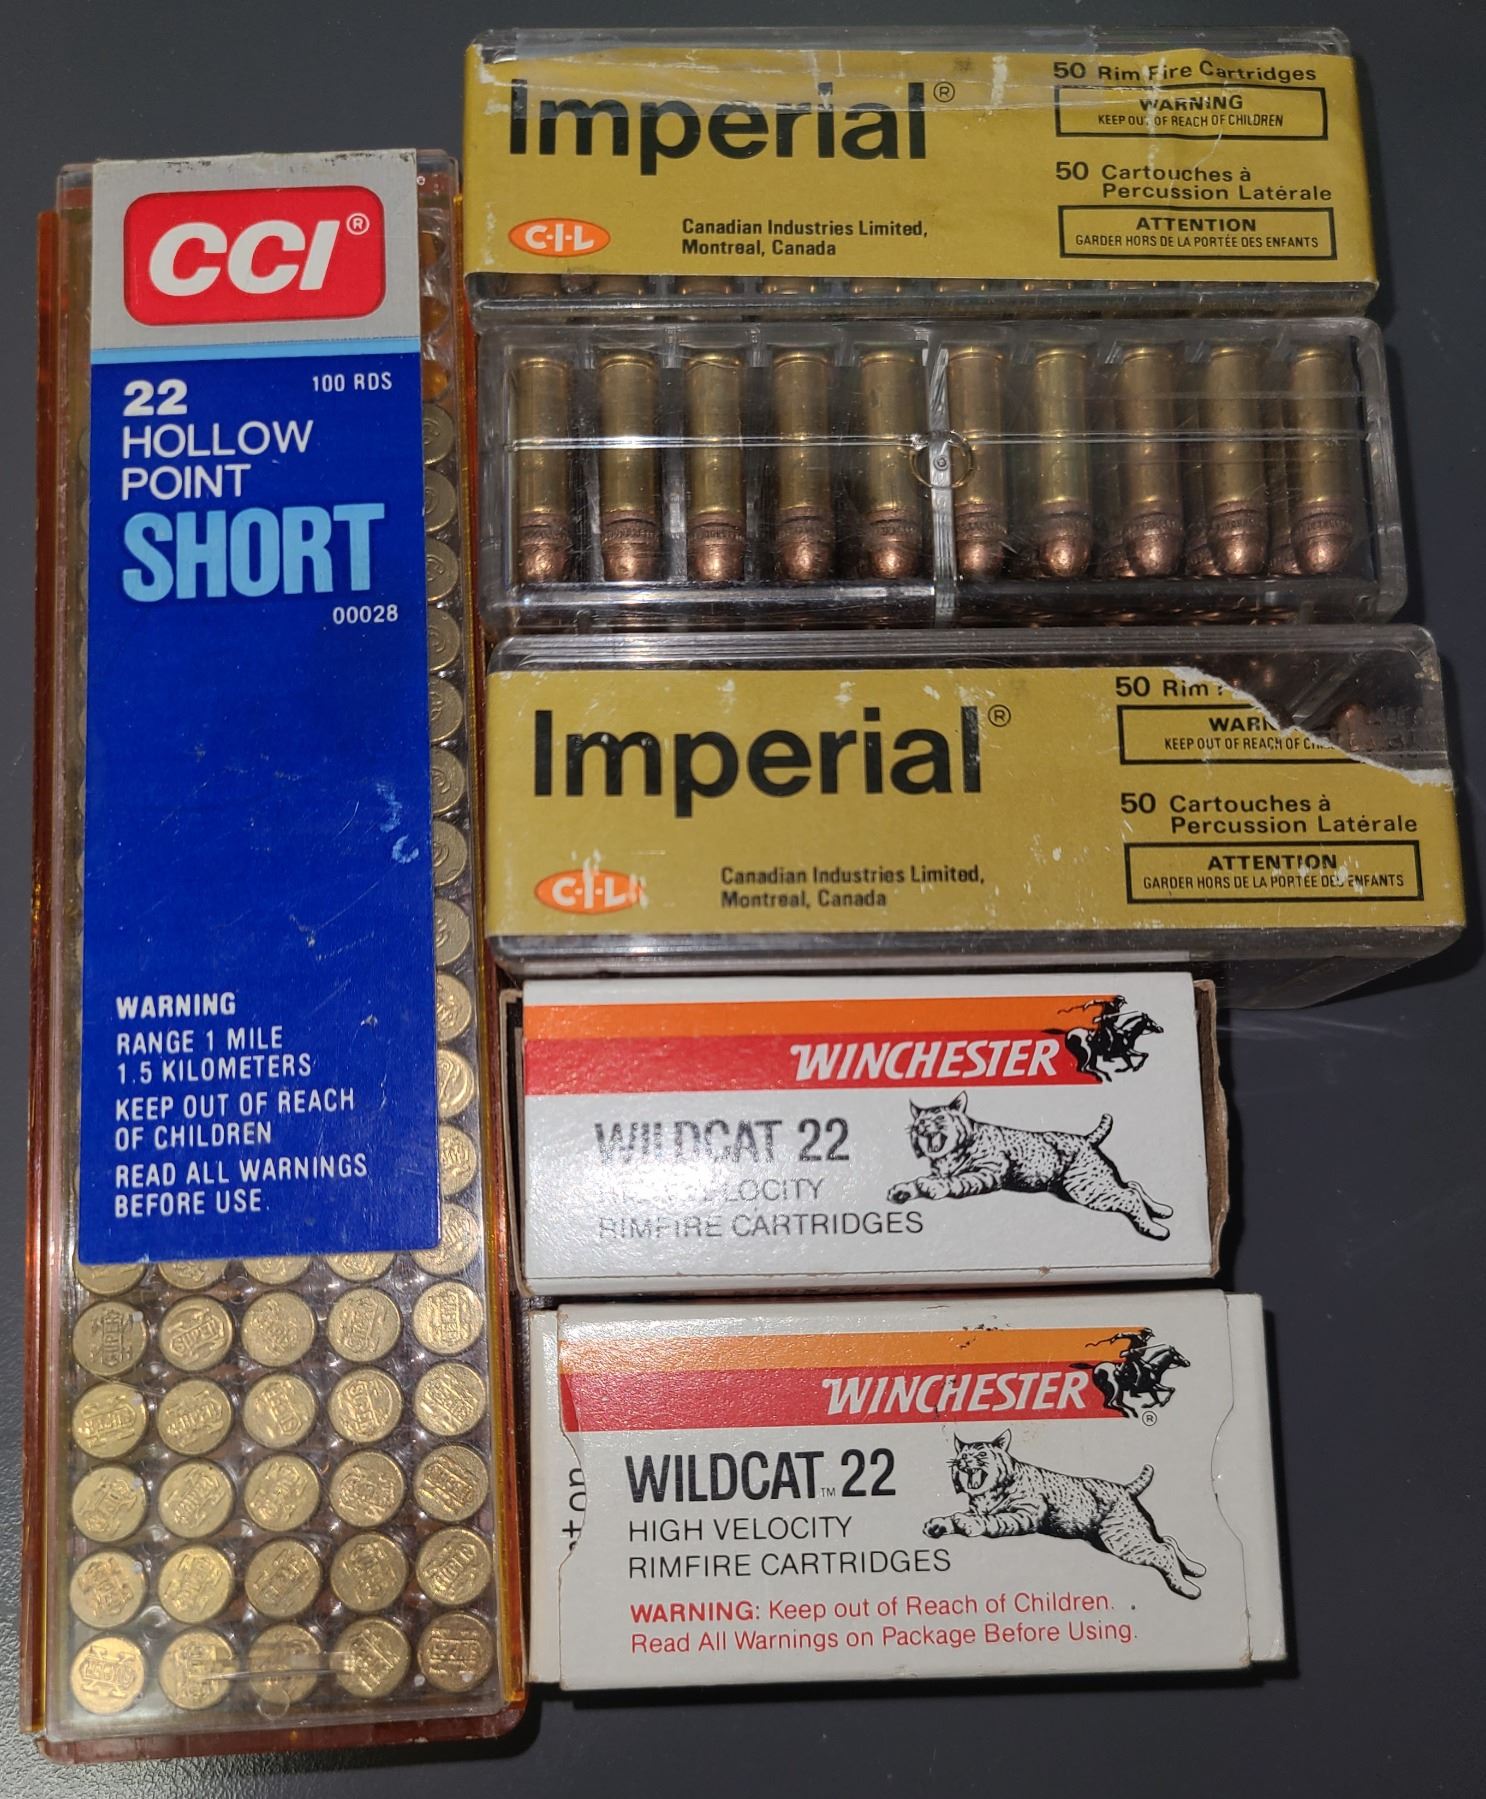 CCI®
22
100 RDS
HOLLOW
POINT
SHORT
00028
WARNING
RANGE 1 MILE
1.5 KILOMETERS
KEEP OUT OF REACH
OF CHILDREN
READ ALL WARNINGS
BEFORE USE.
Imperial®
50 Rim Fire Cartridges
WARNING
KEEP OUT OF REACH OF CHILDREN
50 Cartouches à
Percussion Latérale
ATTENTION
GARDER HORS DE LA PORTÉE DES ENFANTS
C·I·L
Canadian Industries Limited,
Montreal, Canada
Imperial®
50 Rim
KEEP OUT OF REACH OF
50 Cartouches à
Percussion Latérale
ATTENTION
GARDER HORS DE LA PORTÉE DES ENFANTS
C·I·L
Canadian Industries Limited,
Montreal, Canada
WINCHESTER
WILDCAT 22
VELOCITY
RIMFIRE CARTRIDGES
WINCHESTER
®
WILDCAT™ 22
HIGH VELOCITY
RIMFIRE CARTRIDGES
WARNING: Keep out of Reach of Children.
Read All Warnings on Package Before Using.